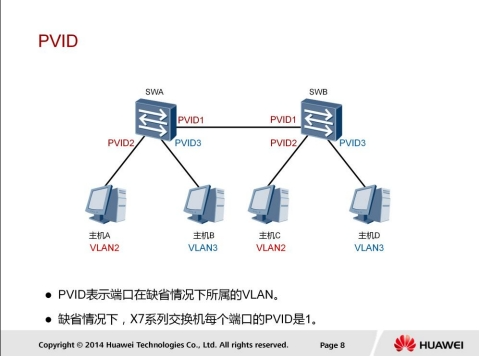 PVID
SWA
SWB
PVID1
PVID1
PVID2
PVID3
PVID2
PVID3
主机A
主机B
主机C
主机D
VLAN2
VLAN3
VLAN2
VLAN3
● PVID表示端口在缺省情况下所属的VLAN。
● 缺省情况下，X7系列交换机每个端口的PVID是1。
Copyright © 2014 Huawei Technologies Co., Ltd. All rights reserved.
Page 8
HUAWEI